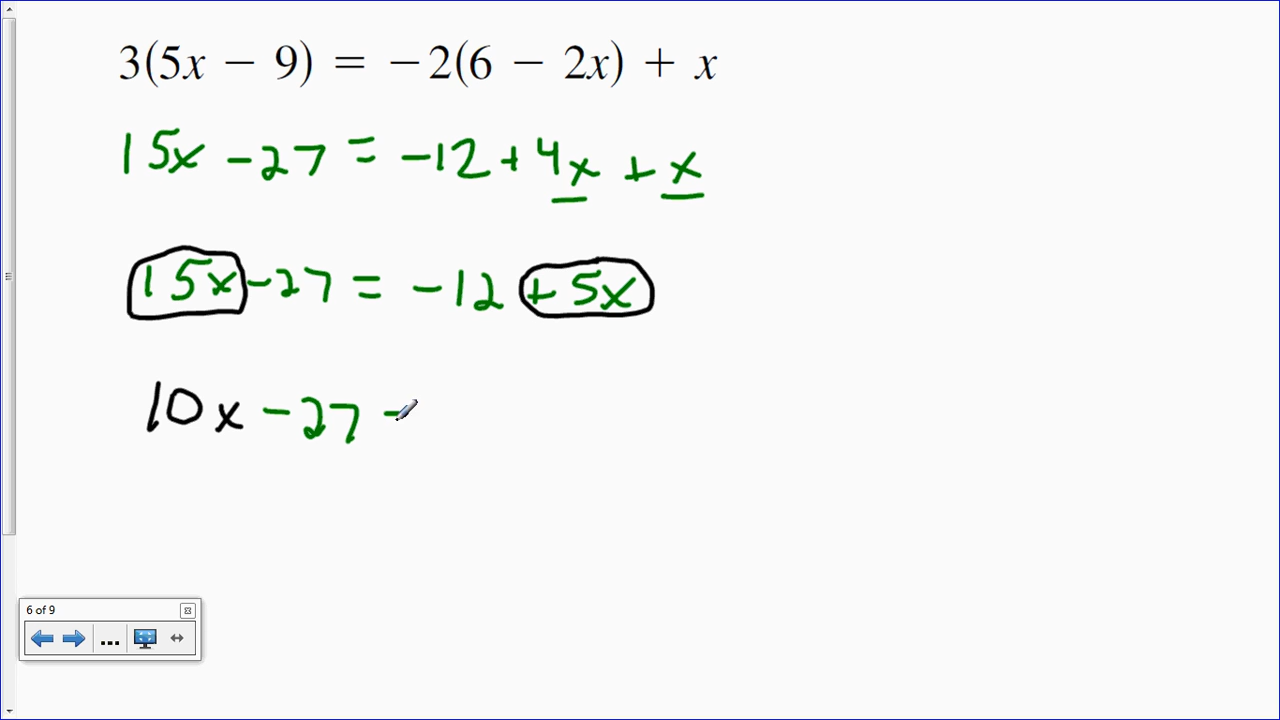 3(5x − 9) = −2(6 − 2x) + x
15x -27 = -12 + 4x + x
15x -27 = -12 + 5x
10x - 27 -
6 of 9
...